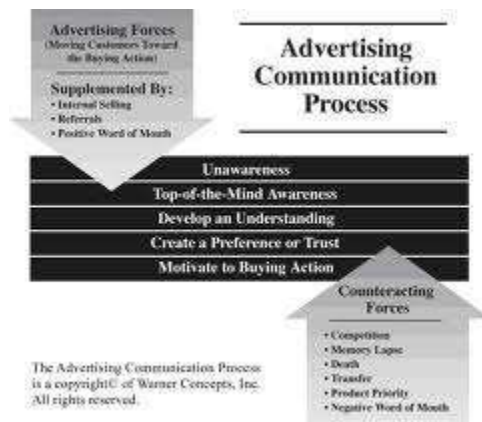 Advertising Forces
(Moving Customers Toward
the Buying Action)
Supplemented By:
• Internal Selling
• Referrals
• Positive Word of Mouth
Advertising
Communication
Process
Unawareness
Top-of-the-Mind Awareness
Develop an Understanding
Create a Preference or Trust
Motivate to Buying Action
Counteracting
Forces
• Competition
• Memory Lapse
• Death
• Transfer
• Product Priority
• Negative Word of Mouth
The Advertising Communication Process
is a copyright© of Warner Concepts, Inc.
All rights reserved.